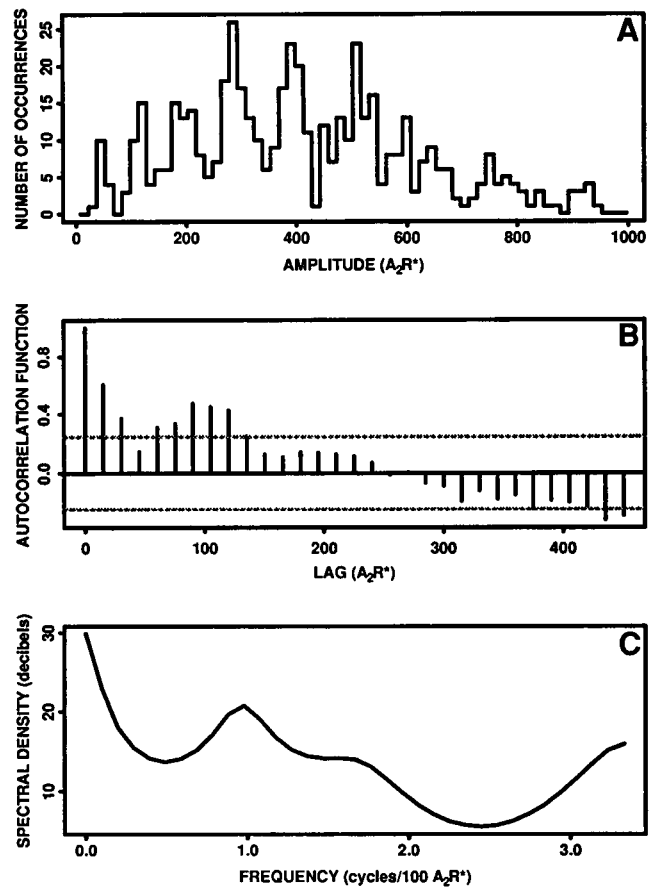 A
NUMBER OF OCCURRENCES
25
20
15
10
5
0
0 200 400 600 800 1000
AMPLITUDE (A2R*)
B
AUTOCORRELATION FUNCTION
0.8
0.4
0.0
0 100 200 300 400
LAG (A2R*)
C
SPECTRAL DENSITY (decibels)
30
20
10
0.0 1.0 2.0 3.0
FREQUENCY (cycles/100 A2R*)